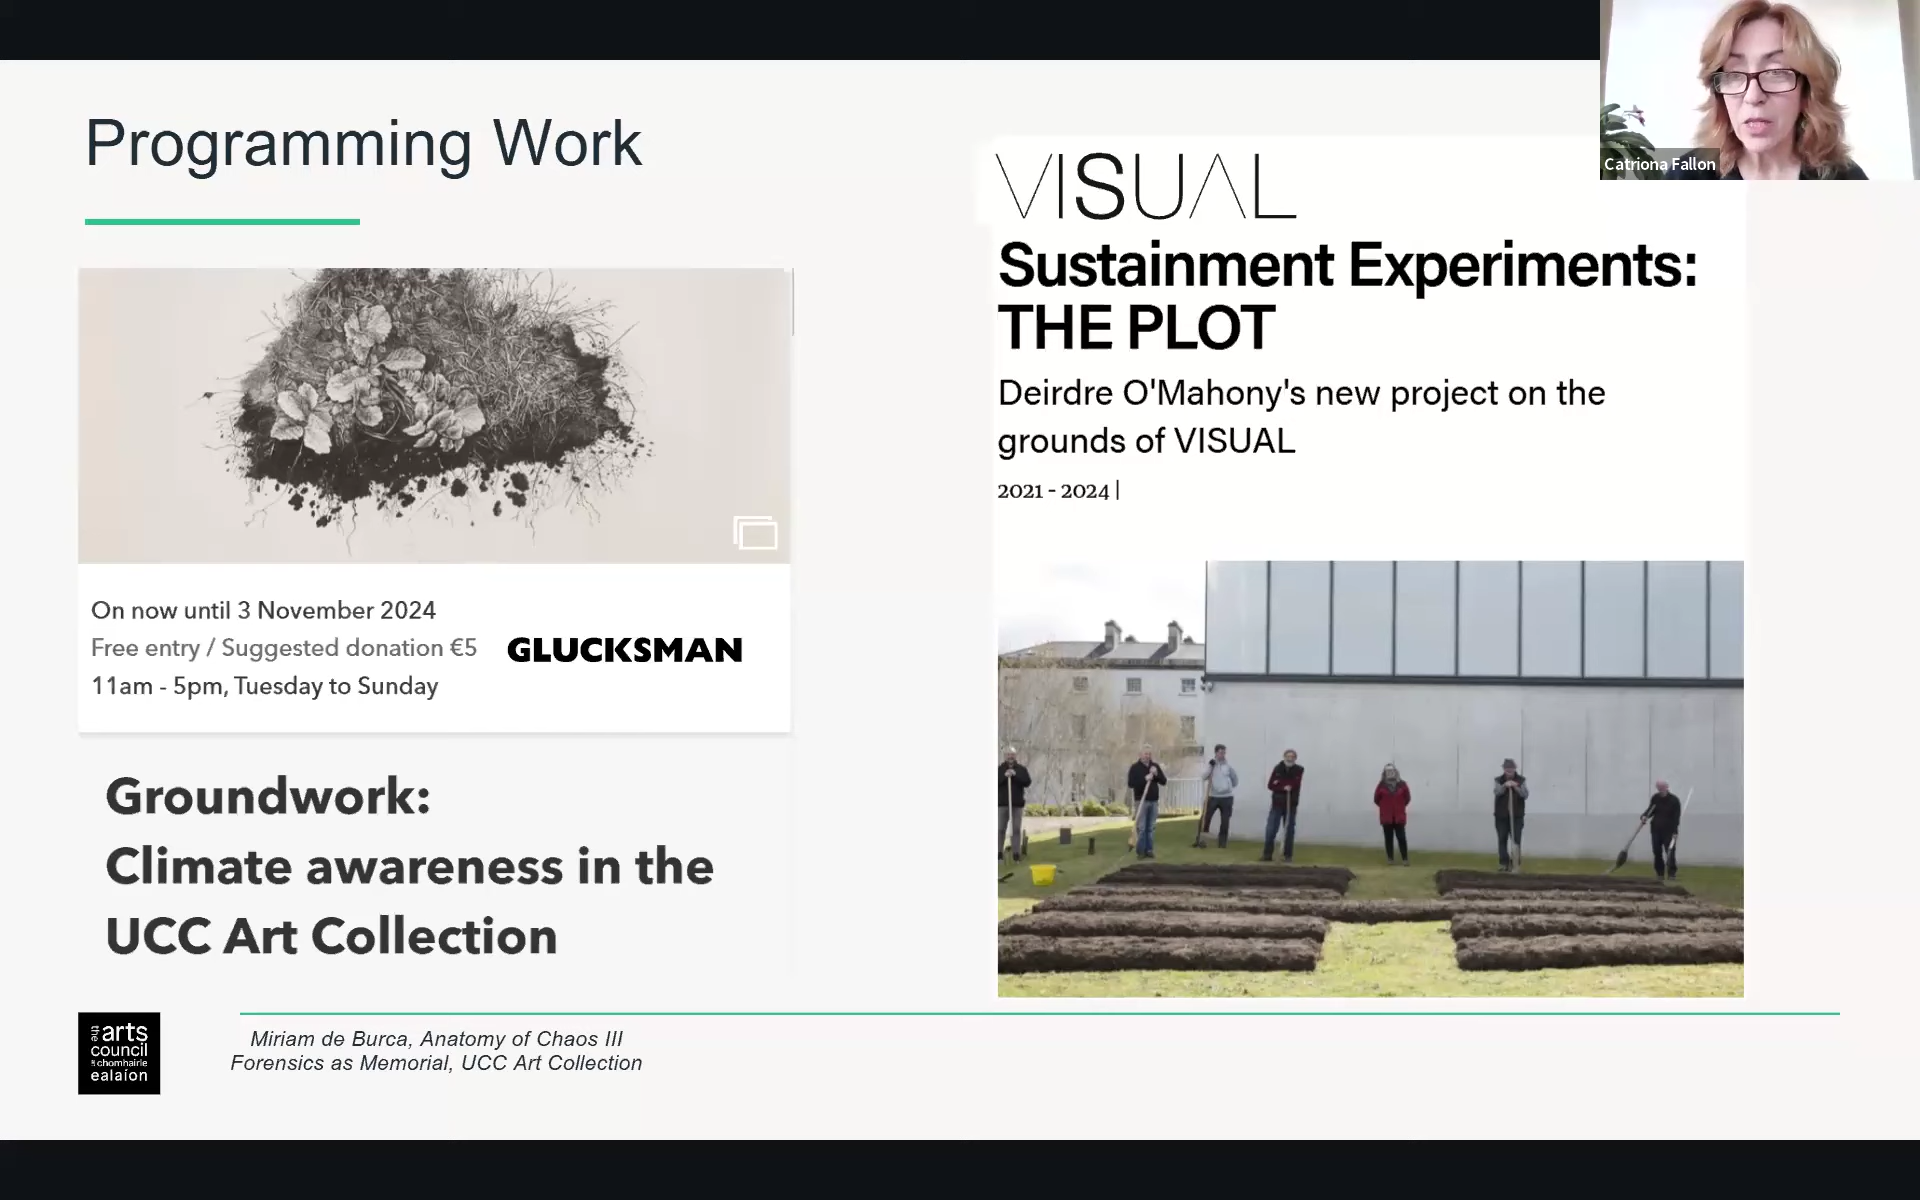 Programming Work
On now until 3 November 2024
Free entry / Suggested donation €5
11am - 5pm, Tuesday to Sunday
GLUCKSMAN
Groundwork:
Climate awareness in the
UCC Art Collection
the arts
council
chomhairle
ealaíon
Miriam de Burca, Anatomy of Chaos III
Forensics as Memorial, UCC Art Collection
VISUAL
Sustainment Experiments:
THE PLOT
Deirdre O'Mahony's new project on the
grounds of VISUAL
2021 - 2024 |
Catriona Fallon